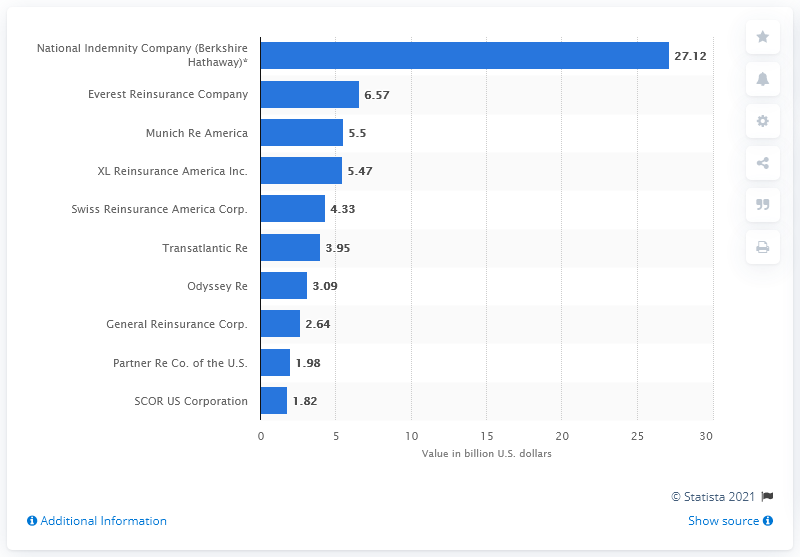 National Indemnity Company (Berkshire
Hathaway)*
27.12
Everest Reinsurance Company
6.57
Munich Re America
5.5
XL Reinsurance America Inc.
5.47
Swiss Reinsurance America Corp.
4.33
Transatlantic Re
3.95
Odyssey Re
3.09
General Reinsurance Corp.
2.64
Partner Re Co. of the U.S.
1.98
SCOR US Corporation
1.82
0 5 10 15 20 25 30
Value in billion U.S. dollars
© Statista 2021
Additional Information
Show source